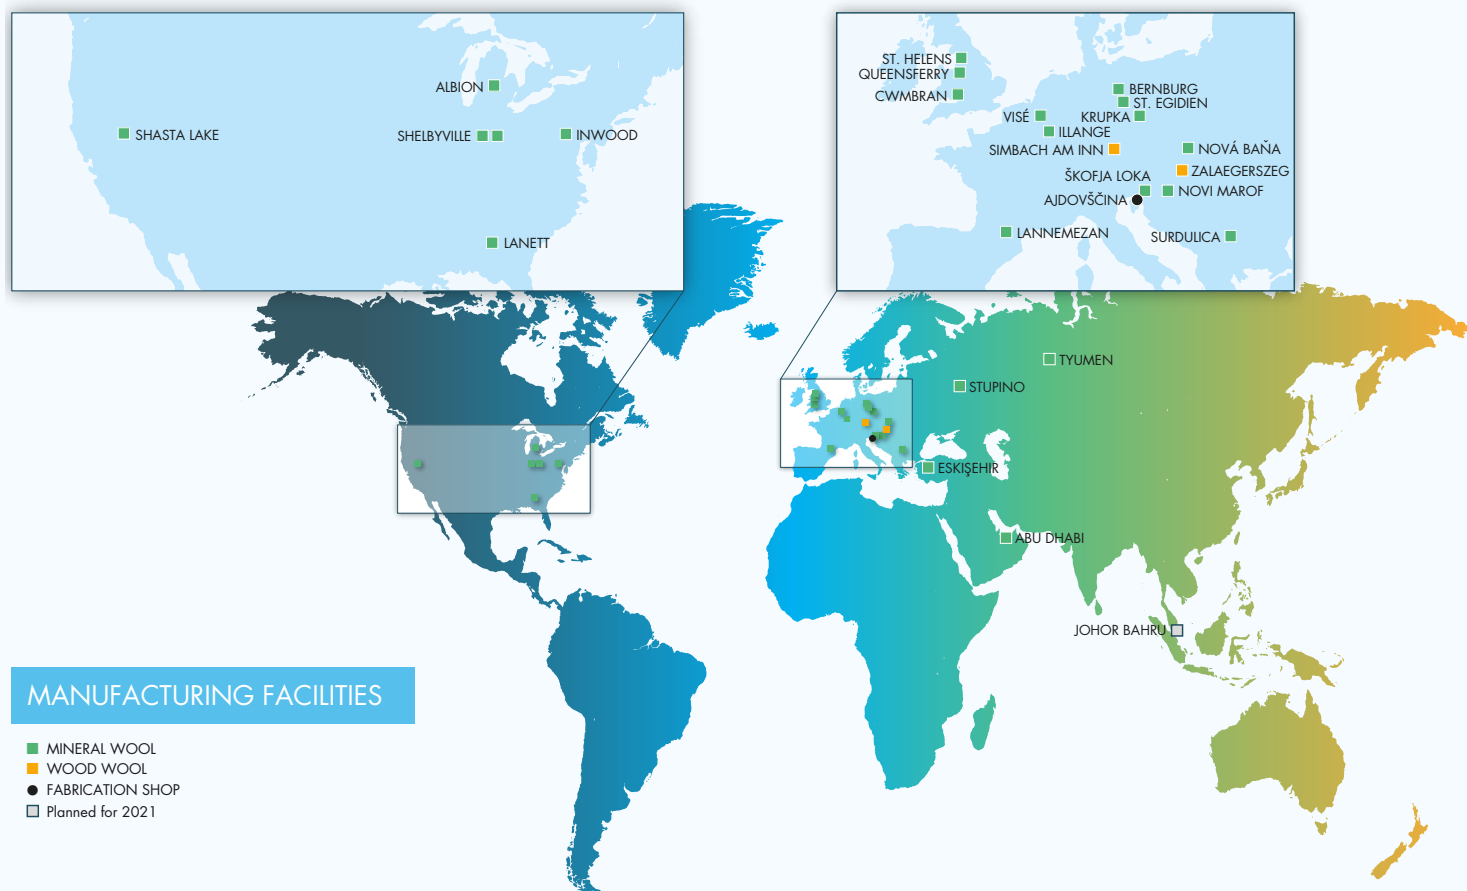 ALBION
SHASTA LAKE
SHELBYVILLE
INWOOD
LANETT
ST. HELENS
QUEENSFERRY
CWMBRAN
BERNBURG
ST. EGIDIEN
VISÉ
KRUPKA
ILLANGE
SIMBACH AM INN
NOVÁ BAŇA
ZALAEGERSZEG
ŠKOFJA LOKA
NOVI MAROF
AJDOVŠČINA
LANNEMEZAN
SURDULICA
TYUMEN
STUPINO
ESKIŞEHIR
ABU DHABI
JOHOR BAHRU
MANUFACTURING FACILITIES
MINERAL WOOL
WOOD WOOL
FABRICATION SHOP
Planned for 2021